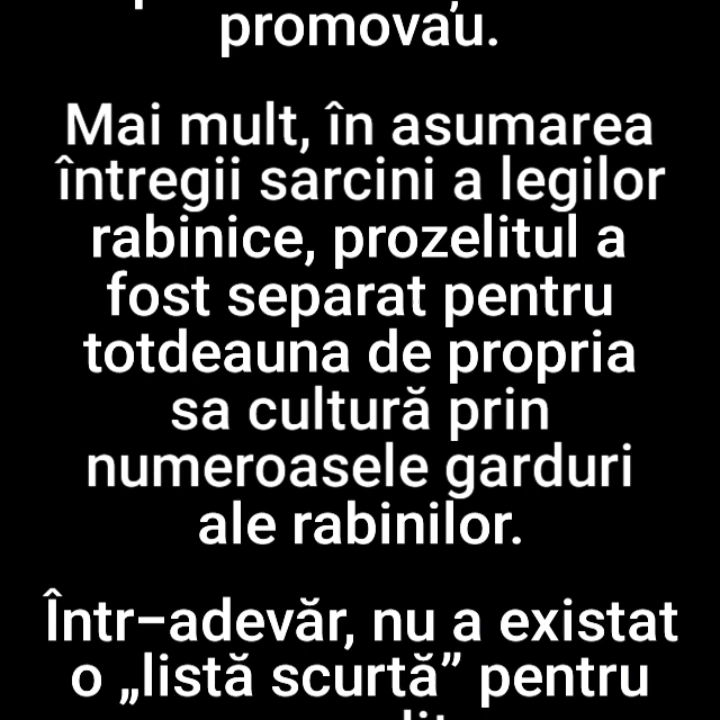 promovau.
Mai mult, în asumarea
întregii sarcini a legilor
rabinice, prozelitul a
fost separat pentru
totdeauna de propria
sa cultură prin
numeroasele garduri
ale rabinilor.
Într-adevăr, nu a existat
o „listă scurtă” pentru